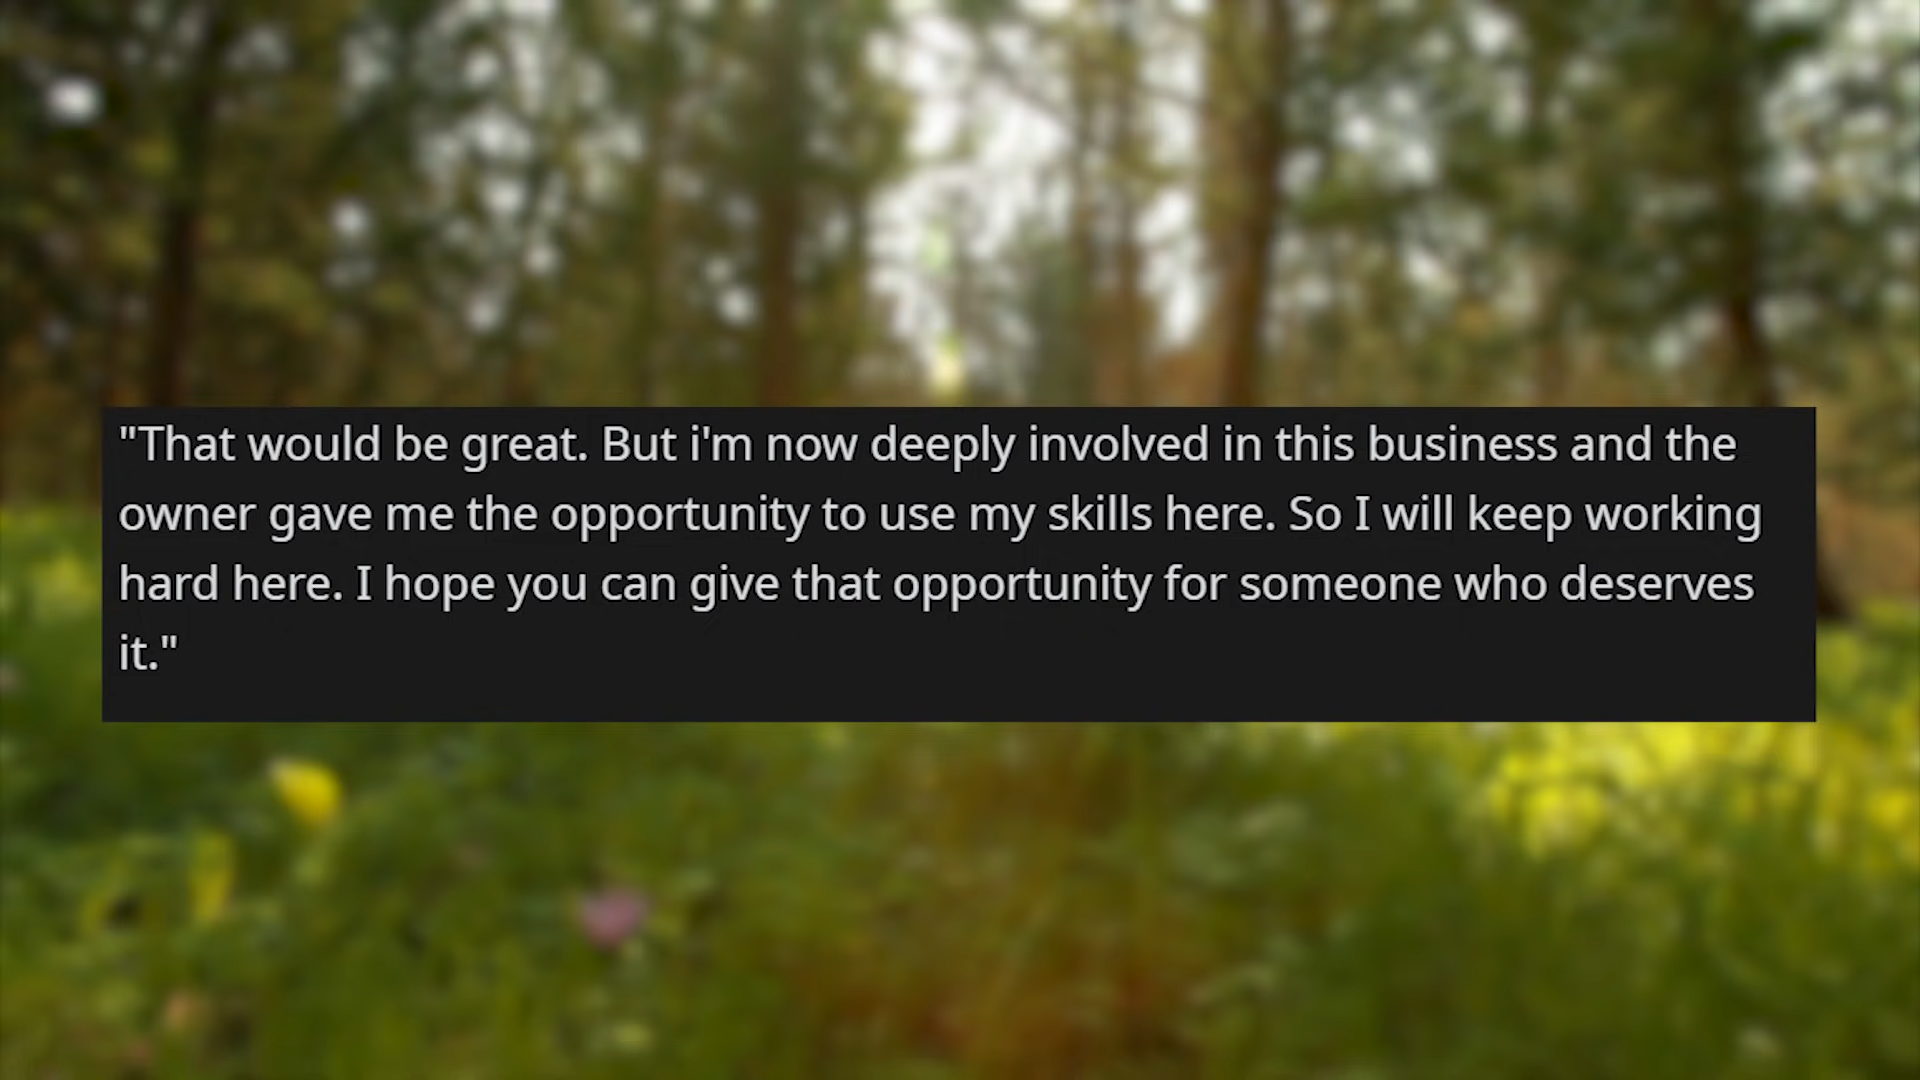 "That would be great. But i'm now deeply involved in this business and the
owner gave me the opportunity to use my skills here. So I will keep working
hard here. I hope you can give that opportunity for someone who deserves
it."